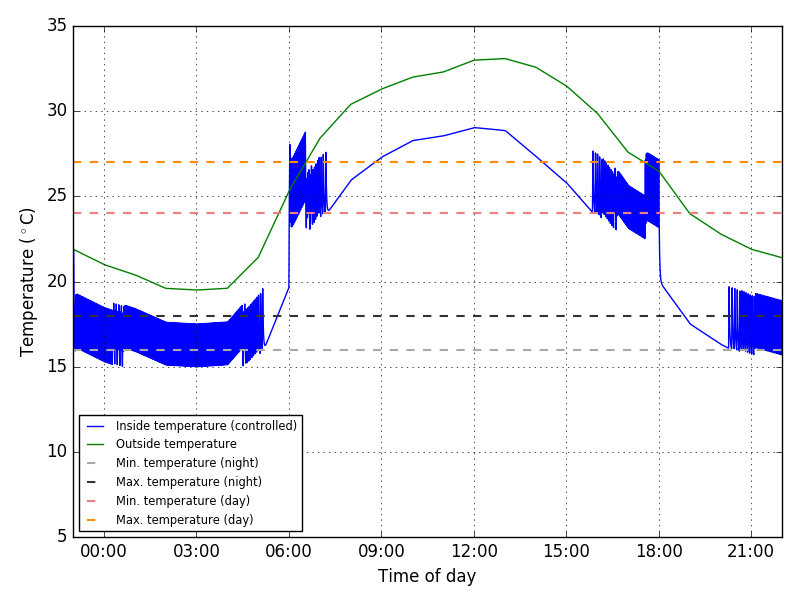 35
30
25
20
15
10
5
Temperature (°C)
Inside temperature (controlled)
Outside temperature
Min. temperature (night)
Max. temperature (night)
Min. temperature (day)
Max. temperature (day)
00:00 03:00 06:00 09:00 12:00 15:00 18:00 21:00
Time of day